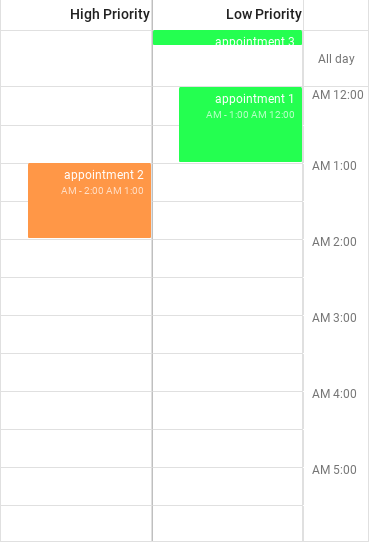 High Priority
Low Priority
appointment 3
All day
appointment 1
AM - 1:00 AM 12:00
AM 12:00
appointment 2
AM - 2:00 AM 1:00
AM 1:00
AM 2:00
AM 3:00
AM 4:00
AM 5:00